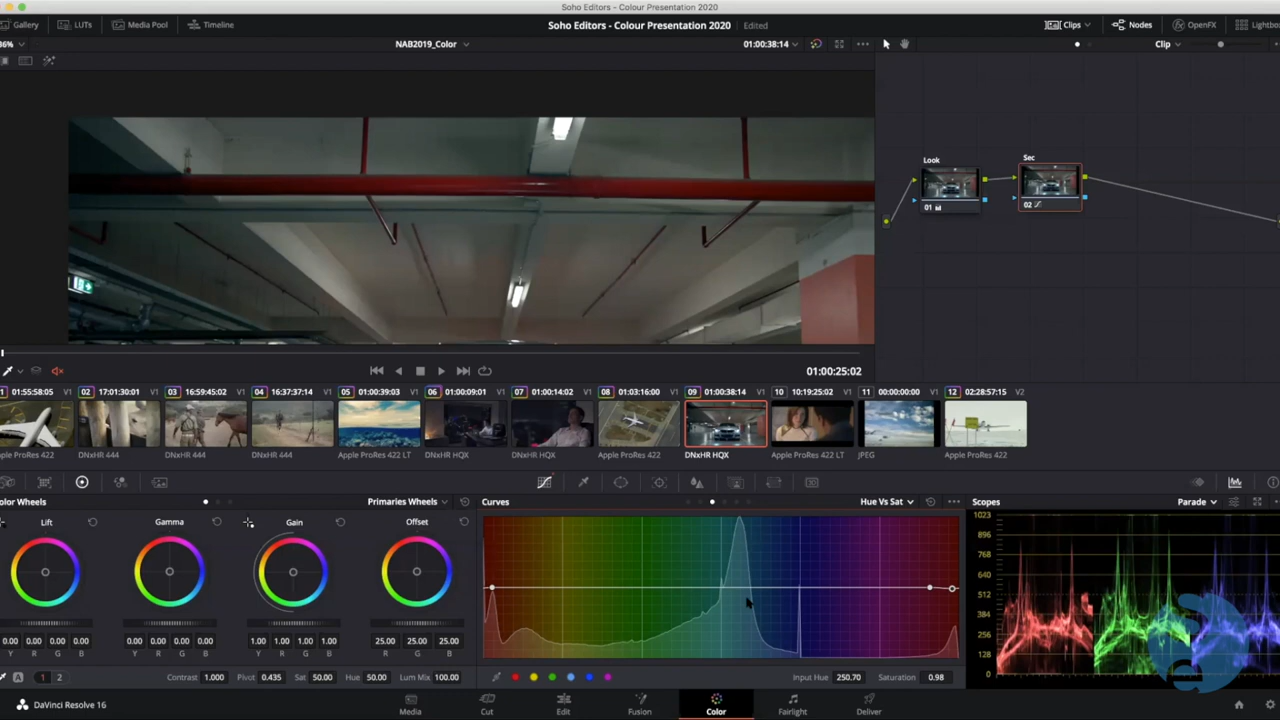 Soho Editors - Colour Presentation 2020
Gallery LUTs Media Pool Timeline Soho Editors - Colour Presentation 2020 Edited Clips Nodes OpenFX
NAB2019_Color 01:00:38:14 ••• Clip
Look Sec
01 02
01:00:25:02
01:55:58:05 V1 02 17:01:30:01 V1 03 16:59:45:02 V1 04 16:37:37:14 V1 05 01:00:39:03 V1 06 01:00:09:01 V1 07 01:00:14:02 V1 08 01:03:16:00 V1 09 01:00:38:14 V1 10 10:19:25:02 V1 11 00:00:00:00 V1 12 02:28:57:15 V2
DNxHR 444 DNxHR 444 DNxHR 444 Apple ProRes 422 LT DNxHR HQX DNxHR HQX Apple ProRes 422 DNxHR HQX Apple ProRes 422 LT JPEG Apple ProRes 422
Primaries Wheels Curves Hue Vs Sat ••• Scopes Parade
Lift Gamma Gain Offset
1023
896
768
640
512
384
256
128
0
0.00 0.00 0.00 0.00 0.00 0.00 0.00 0.00 1.00 1.00 1.00 1.00 25.00 25.00 25.00
Y R G B Y R G B Y R G B R G B
A 1 2 Contrast 1.000 Pivot 0.435 Sat 50.00 Hue 50.00 Lum Mix 100.00 Input Hue 250.70 Saturation 0.98
DaVinci Resolve 16 Media Cut Edit Fusion Color Fairlight Deliver